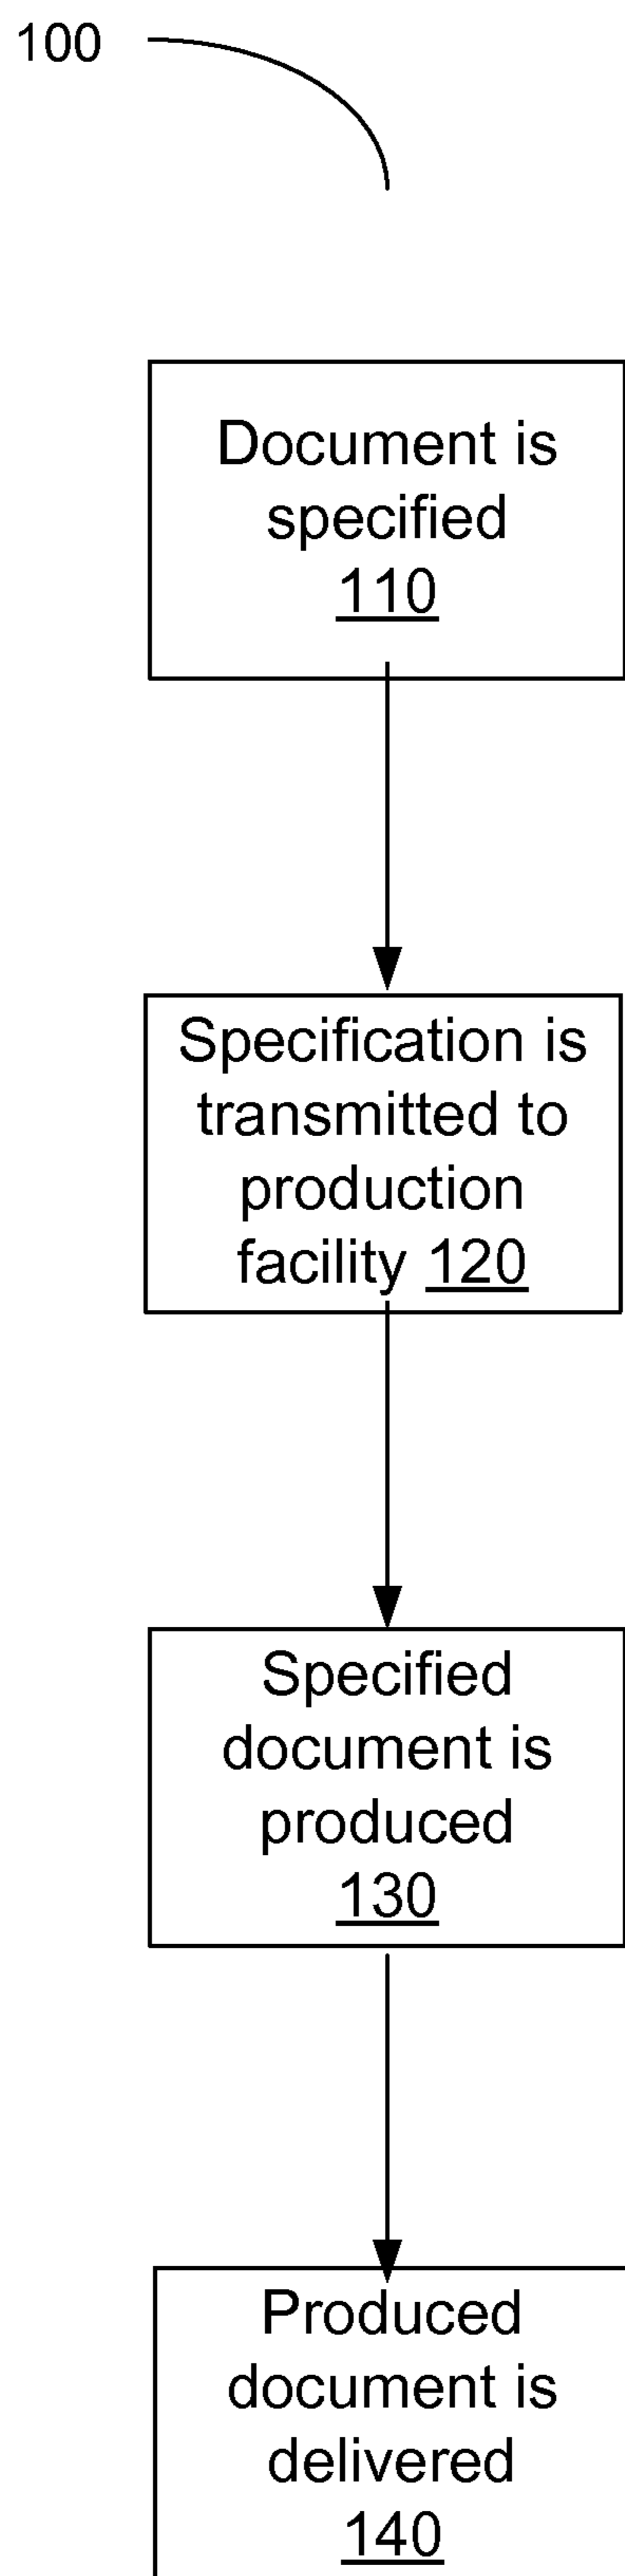 100
Document is
specified
110
Specification is
transmitted to
production
facility 120
Specified
document is
produced
130
Produced
document is
delivered
140